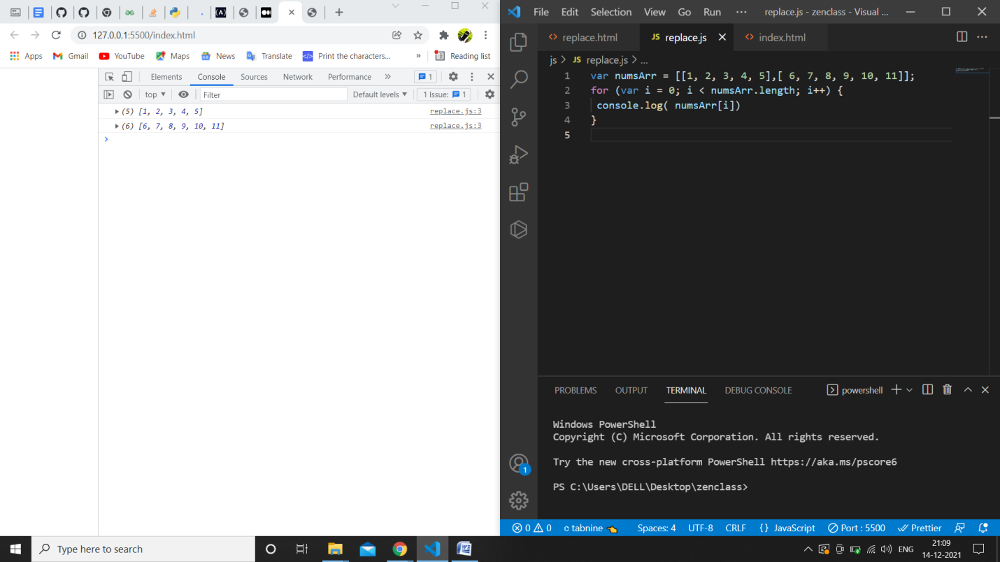 127.0.0.1:5500/index.html
Apps Gmail YouTube Maps News Translate Print the characters... » Reading list
Elements Console Sources Network Performance » 1
top ▼ Filter Default levels ▼ 1 Issue: 1
(5) [1, 2, 3, 4, 5] replace.js:3
(6) [6, 7, 8, 9, 10, 11] replace.js:3
>
File Edit Selection View Go Run ··· replace.js - zenclass - Visual ...
<> replace.html JS replace.js <> index.html ···
js > JS replace.js > ...
1 var numsArr = [[1, 2, 3, 4, 5],[ 6, 7, 8, 9, 10, 11]];
2 for (var i = 0; i < numsArr.length; i++) {
3 console.log( numsArr[i])
4 }
5
PROBLEMS OUTPUT TERMINAL DEBUG CONSOLE powershell
Windows PowerShell
Copyright (C) Microsoft Corporation. All rights reserved.
Try the new cross-platform PowerShell https://aka.ms/pscore6
PS C:\Users\DELL\Desktop\zenclass>
1
0 0 tabnine Spaces: 4 UTF-8 CRLF {} JavaScript Port : 5500 Prettier
Type here to search ENG 21:09
14-12-2021